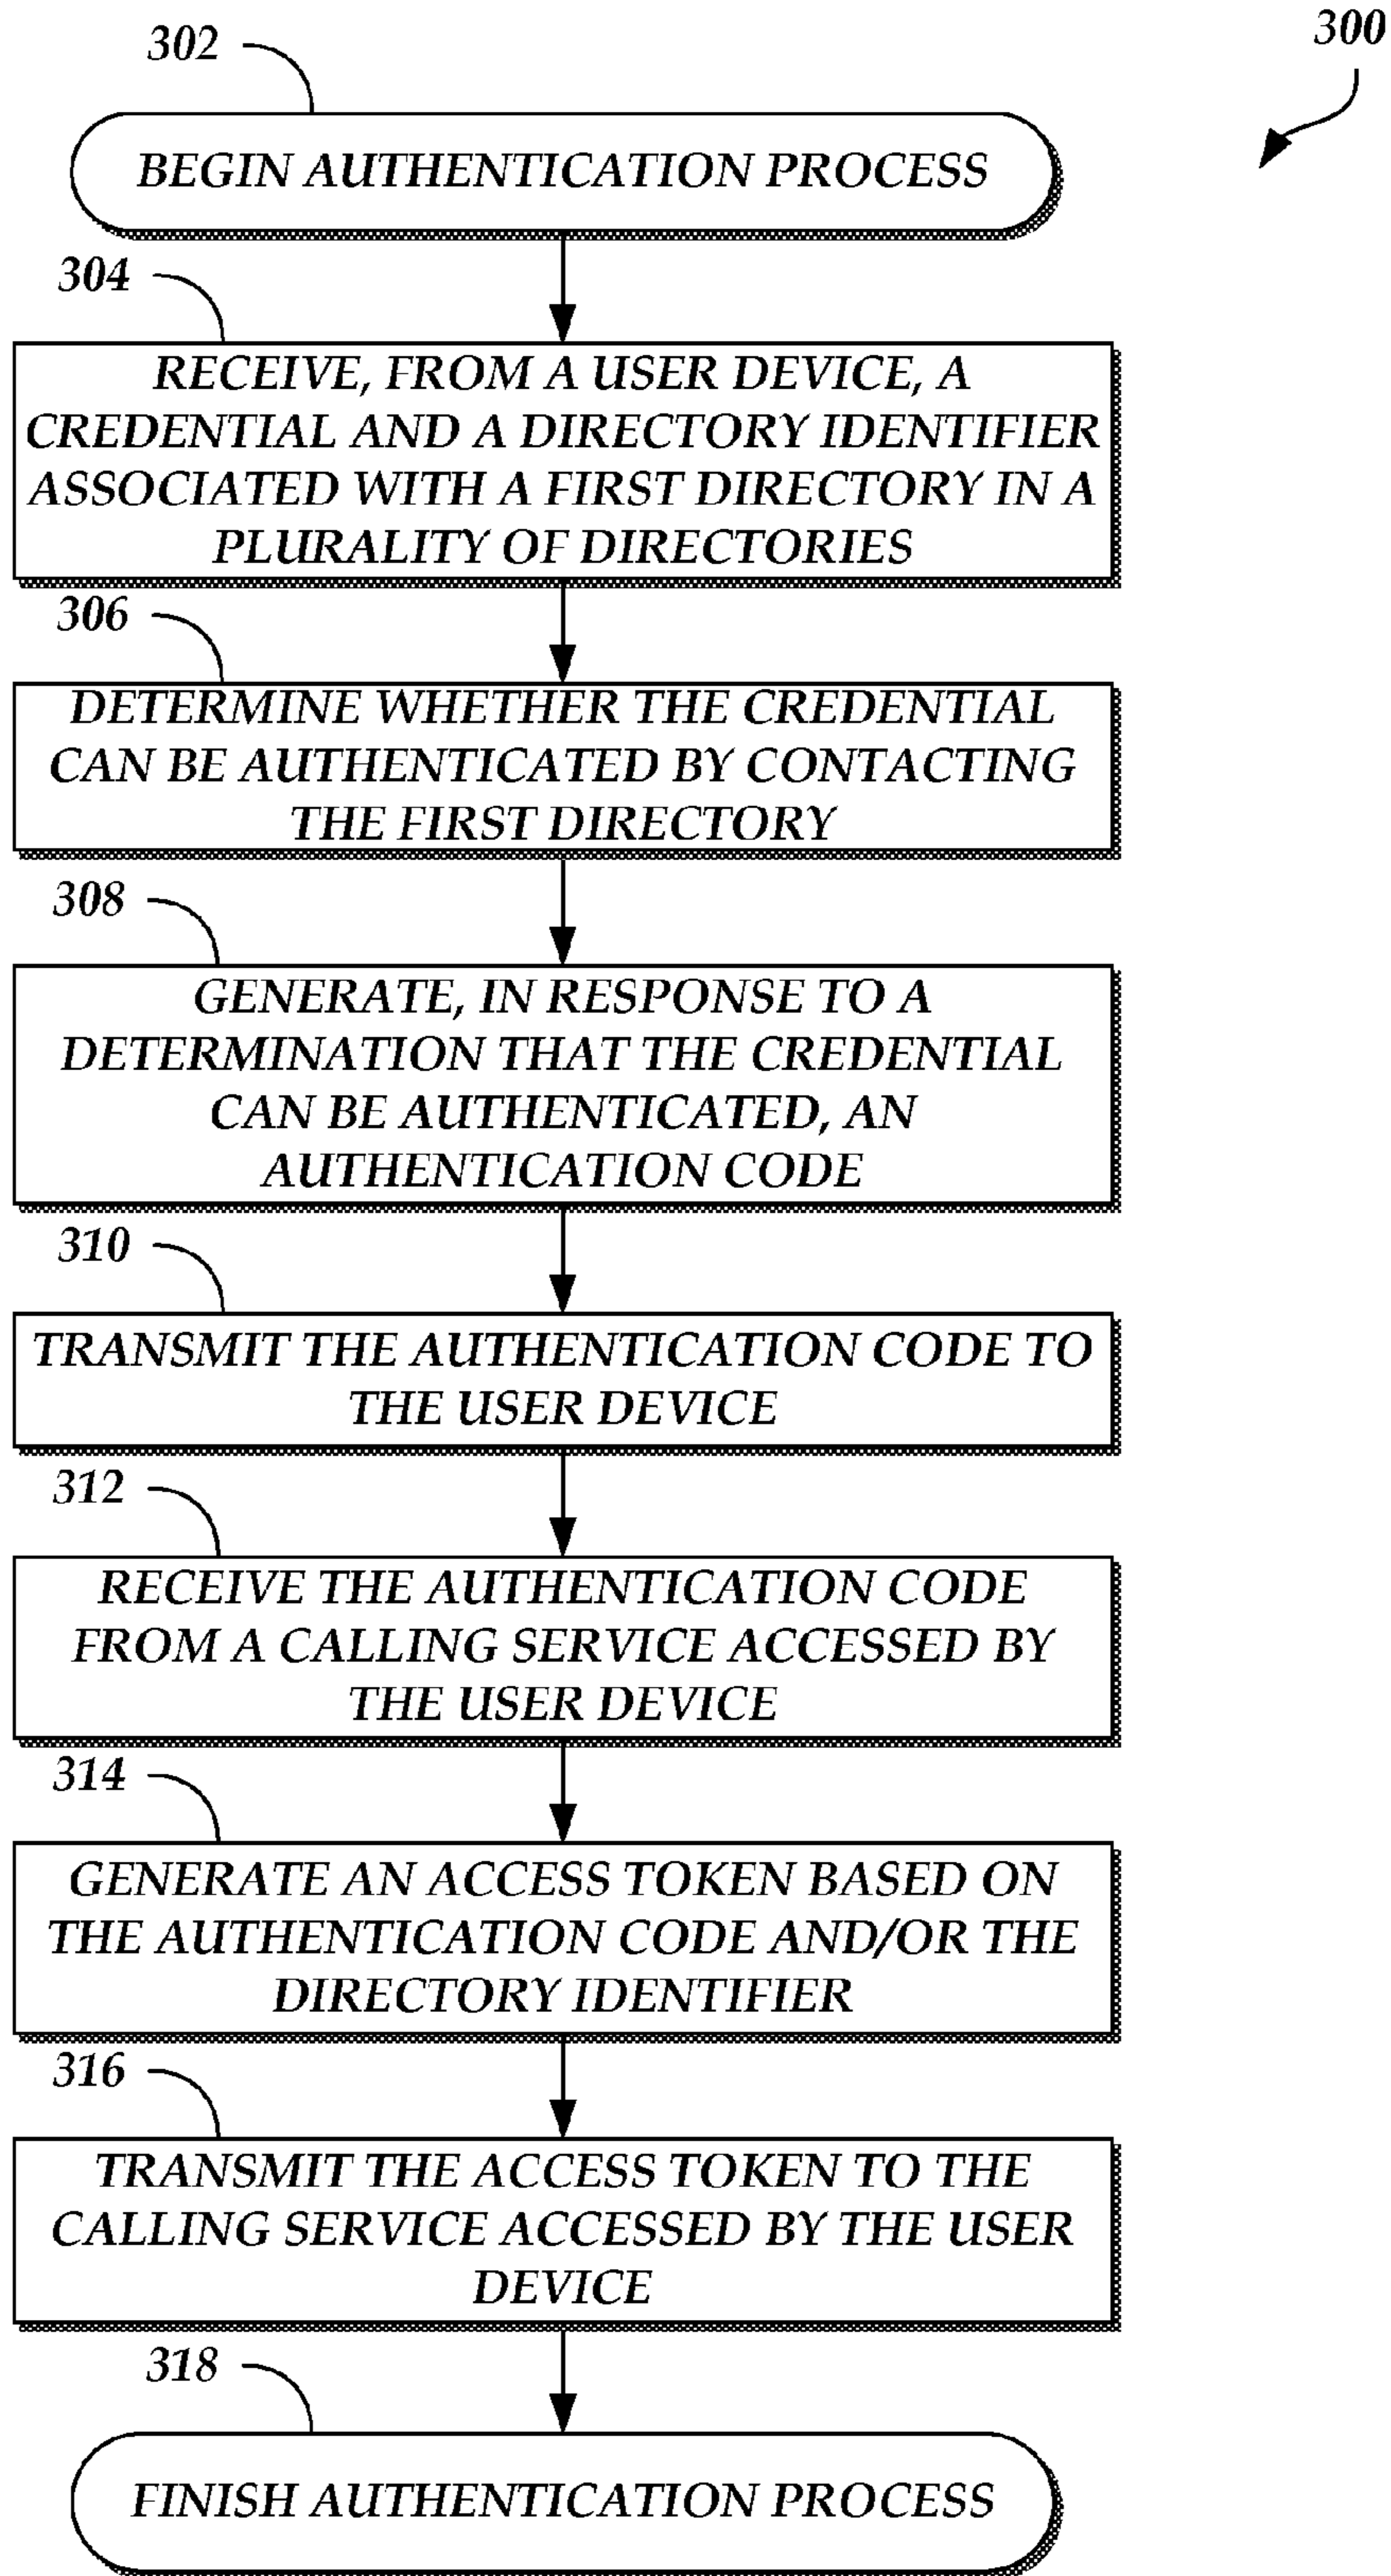 302
300
BEGIN AUTHENTICATION PROCESS
304
RECEIVE, FROM A USER DEVICE, A
CREDENTIAL AND A DIRECTORY IDENTIFIER
ASSOCIATED WITH A FIRST DIRECTORY IN A
PLURALITY OF DIRECTORIES
306
DETERMINE WHETHER THE CREDENTIAL
CAN BE AUTHENTICATED BY CONTACTING
THE FIRST DIRECTORY
308
GENERATE, IN RESPONSE TO A
DETERMINATION THAT THE CREDENTIAL
CAN BE AUTHENTICATED, AN
AUTHENTICATION CODE
310
TRANSMIT THE AUTHENTICATION CODE TO
THE USER DEVICE
312
RECEIVE THE AUTHENTICATION CODE
FROM A CALLING SERVICE ACCESSED BY
THE USER DEVICE
314
GENERATE AN ACCESS TOKEN BASED ON
THE AUTHENTICATION CODE AND/OR THE
DIRECTORY IDENTIFIER
316
TRANSMIT THE ACCESS TOKEN TO THE
CALLING SERVICE ACCESSED BY THE USER
DEVICE
318
FINISH AUTHENTICATION PROCESS